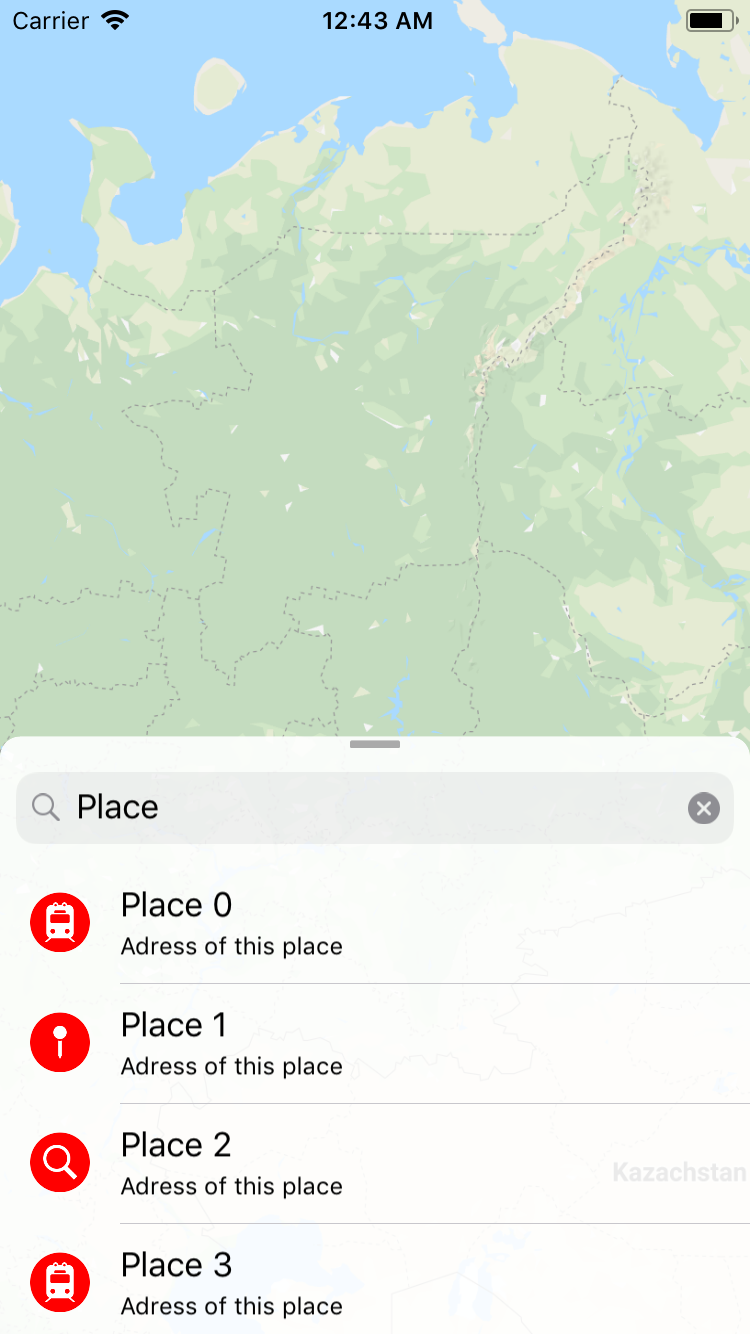 Carrier 12:43 AM
Place
Place 0
Adress of this place
Place 1
Adress of this place
Place 2
Adress of this place
Kazachstan
Place 3
Adress of this place